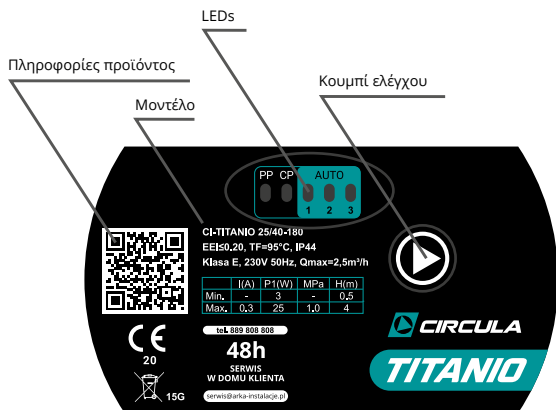 LEDs
Πληροφορίες προϊόντος
Κουμπί ελέγχου
Μοντέλο
PP CP AUTO
1 2 3
CI-TITANIO 25/40-180
EEI≤0,20, TF=95°C, IP44
Klasa E, 230V 50Hz, Qmax=2,5m³/h
I(A) P1(W) MPa H(m)
Min. - 3 - 0.5
Max. 0.3 25 1.0 4
CE
20
15G
tel. 889 808 808
48h
SERWIS
W DOMU KLIENTA
serwis@arka-instalacje.pl
CIRCULA
TITANIO